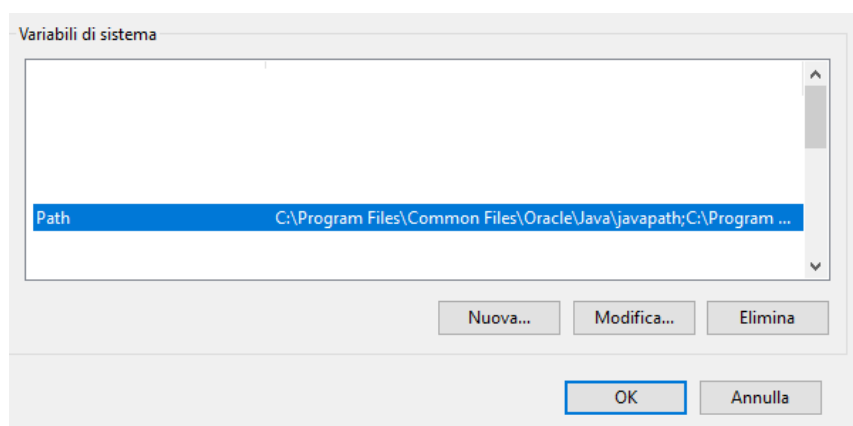 Variabili di sistema
Path C:\Program Files\Common Files\Oracle\Java\javapath;C:\Program ...
Nuova... Modifica... Elimina
OK Annulla